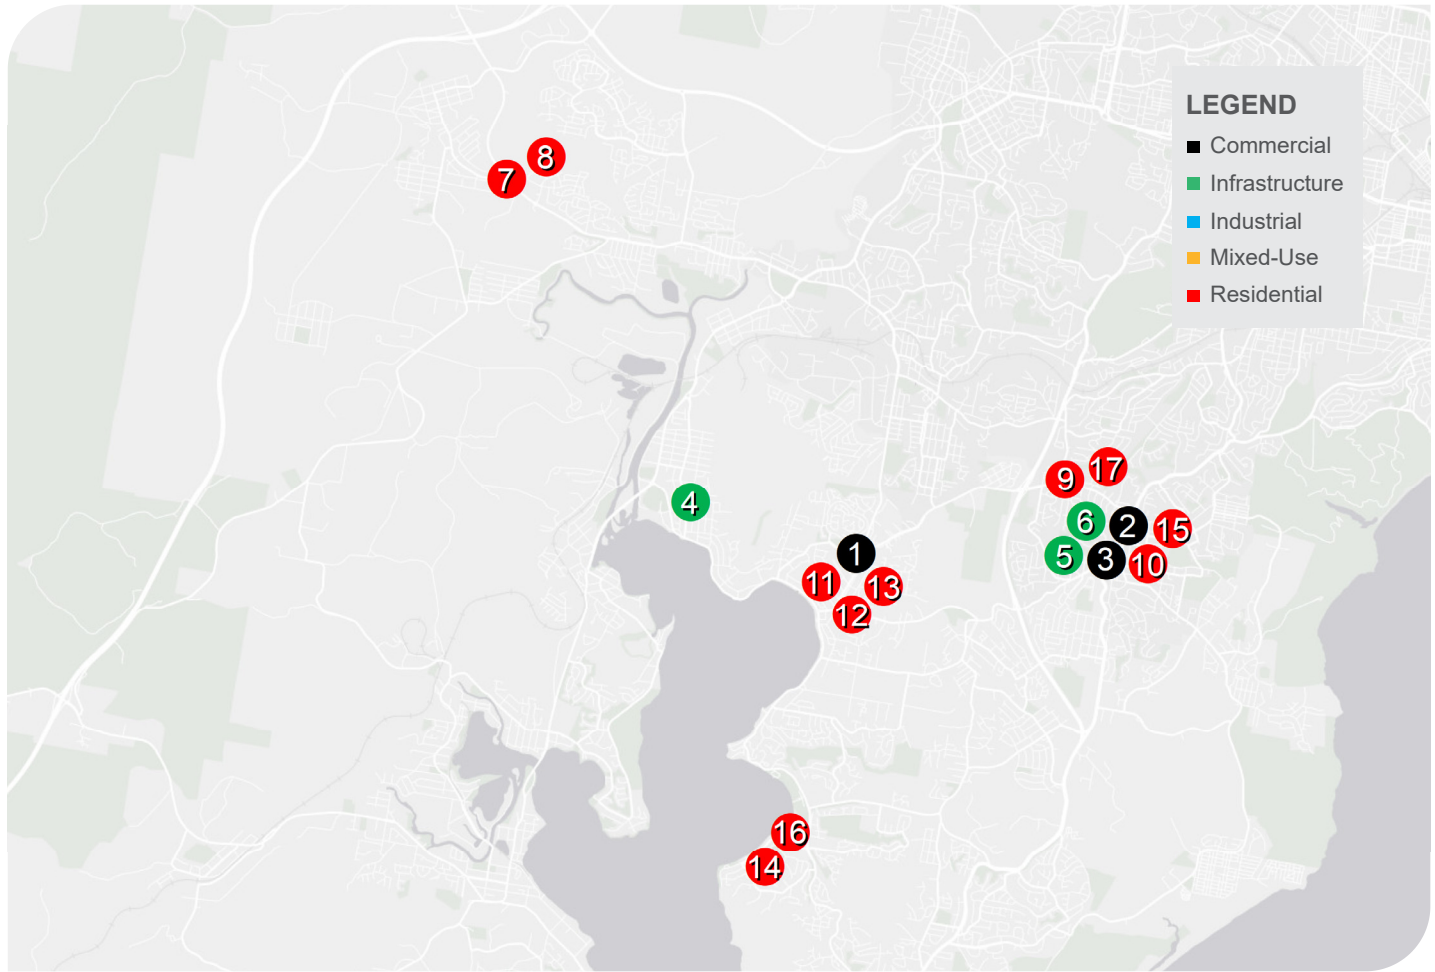 LEGEND
Commercial
Infrastructure
Industrial
Mixed-Use
Residential
8
7
17
9
4
6
2
15
1
5
3
10
11
13
12
16
14